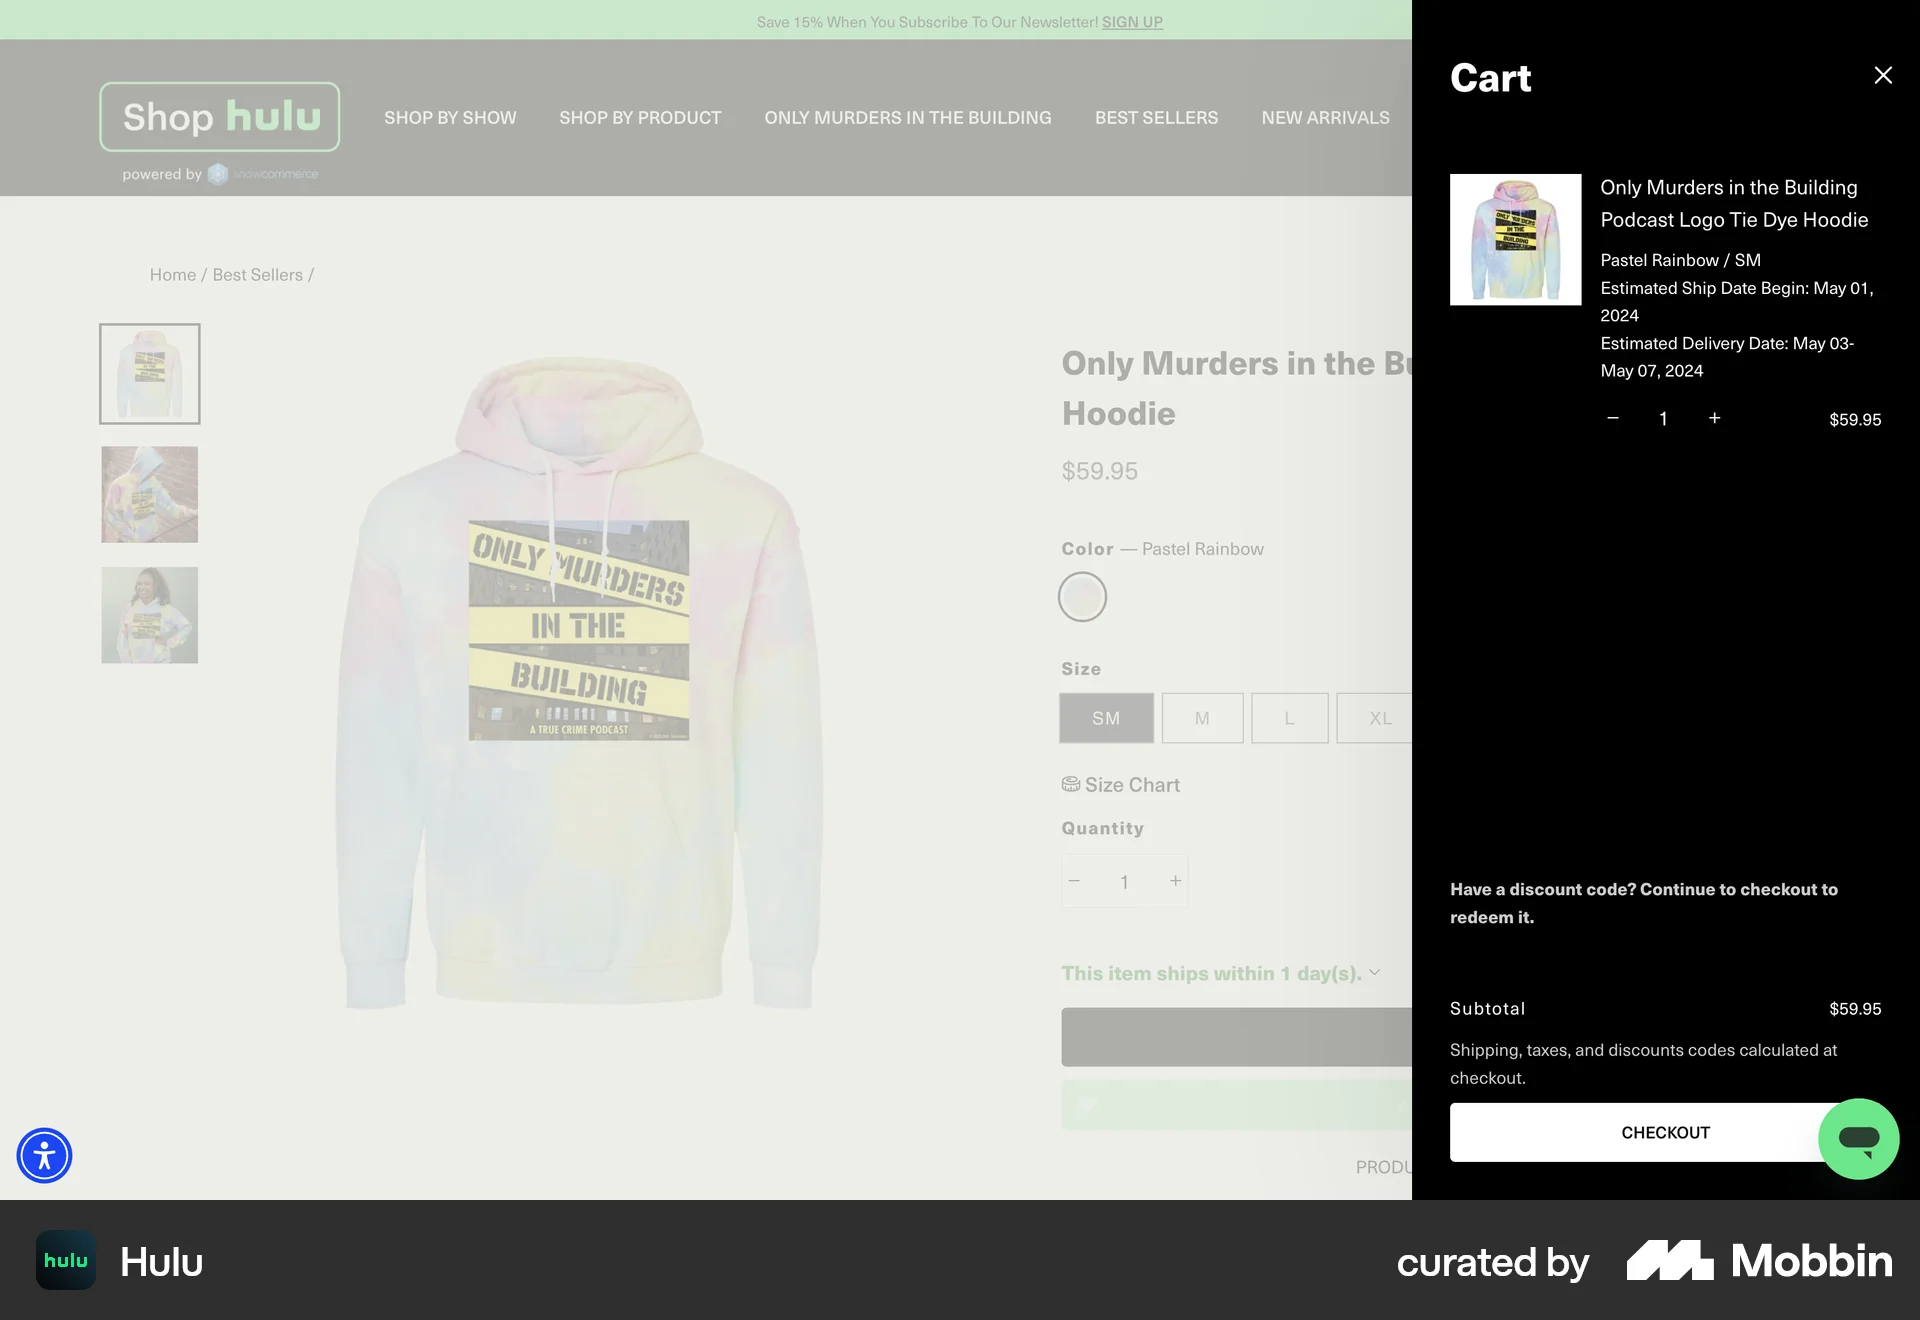 Save 15% When You Subscribe To Our Newsletter! SIGN UP
Shop hulu
powered by snowcommerce
SHOP BY SHOW
SHOP BY PRODUCT
ONLY MURDERS IN THE BUILDING
BEST SELLERS
NEW ARRIVALS
Home / Best Sellers /
ONLY MURDERS
IN THE
BUILDING
A TRUE CRIME PODCAST
Only Murders in the Bu
Hoodie
$59.95
Color — Pastel Rainbow
Size
SM
M
L
XL
Size Chart
Quantity
− 1 +
This item ships within 1 day(s).
PRODU
Cart
ONLY MURDERS
IN THE
BUILDING
Only Murders in the Building
Podcast Logo Tie Dye Hoodie
Pastel Rainbow / SM
Estimated Ship Date Begin: May 01,
2024
Estimated Delivery Date: May 03-
May 07, 2024
− 1 +
$59.95
Have a discount code? Continue to checkout to
redeem it.
Subtotal
$59.95
Shipping, taxes, and discounts codes calculated at
checkout.
CHECKOUT
hulu
Hulu
curated by
Mobbin